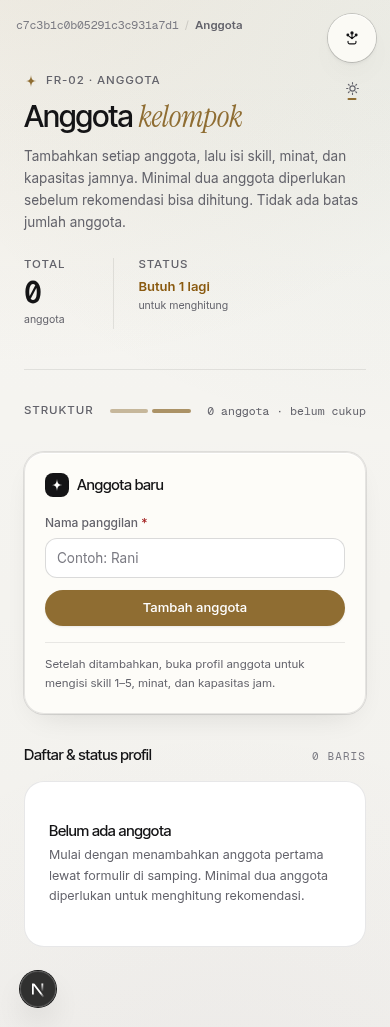 c7c3b1c0b05291c3c931a7d1 / Anggota
FR-02 · ANGGOTA
Anggota kelompok
Tambahkan setiap anggota, lalu isi skill, minat, dan
kapasitas jamnya. Minimal dua anggota diperlukan
sebelum rekomendasi bisa dihitung. Tidak ada batas
jumlah anggota.
TOTAL
0
anggota
STATUS
Butuh 1 lagi
untuk menghitung
STRUKTUR
0 anggota · belum cukup
Anggota baru
Nama panggilan *
Contoh: Rani
Tambah anggota
Setelah ditambahkan, buka profil anggota untuk
mengisi skill 1–5, minat, dan kapasitas jam.
Daftar & status profil
0 BARIS
Belum ada anggota
Mulai dengan menambahkan anggota pertama
lewat formulir di samping. Minimal dua anggota
diperlukan untuk menghitung rekomendasi.
N